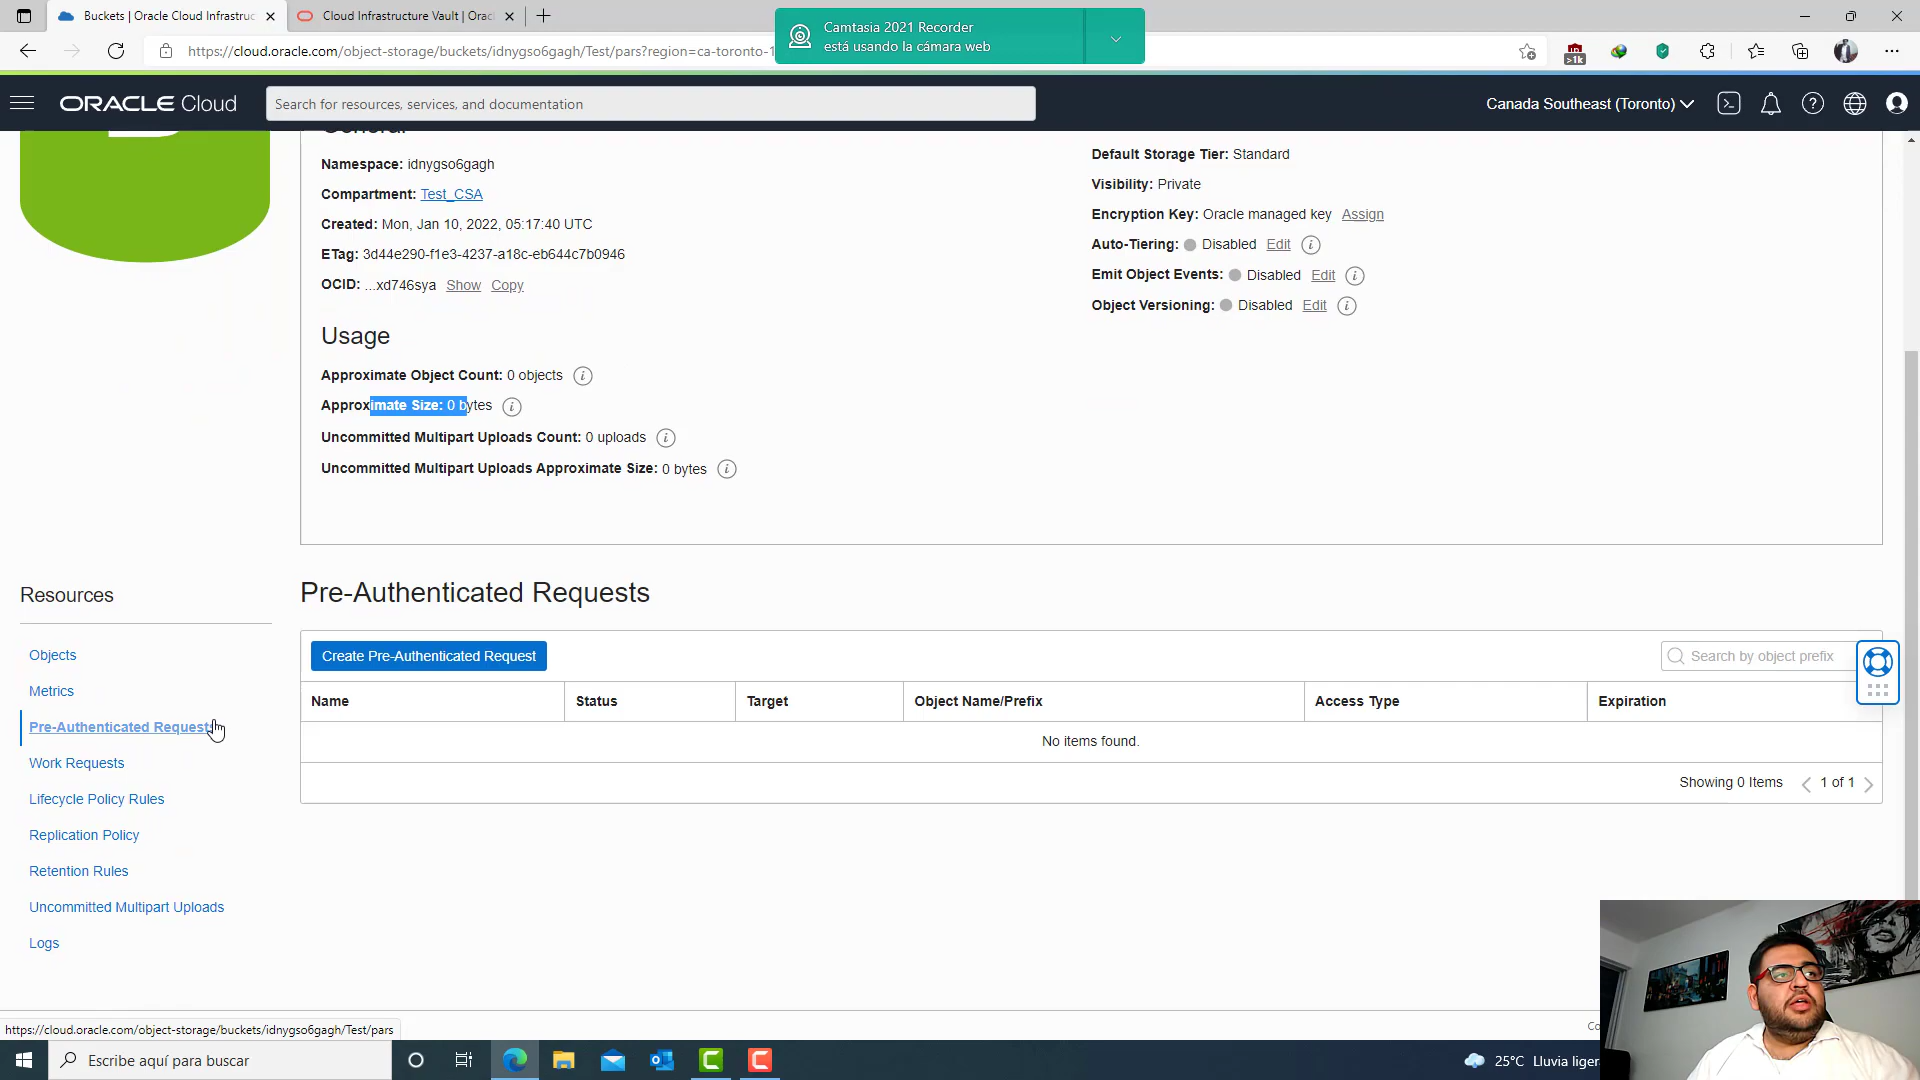 Buckets | Oracle Cloud Infrastruc
Cloud Infrastructure Vault | Orac
Camtasia 2021 Recorder
está usando la cámara web
https://cloud.oracle.com/object-storage/buckets/idnygso6gagh/Test/pars?region=ca-toronto-1
>1k
ORACLE Cloud
Search for resources, services, and documentation
Canada Southeast (Toronto)
General
Namespace: idnygso6gagh
Compartment: Test_CSA
Created: Mon, Jan 10, 2022, 05:17:40 UTC
ETag: 3d44e290-f1e3-4237-a18c-eb644c7b0946
OCID: ...xd746sya Show Copy
Default Storage Tier: Standard
Visibility: Private
Encryption Key: Oracle managed key Assign
Auto-Tiering: Disabled Edit
Emit Object Events: Disabled Edit
Object Versioning: Disabled Edit
Usage
Approximate Object Count: 0 objects
Approximate Size: 0 bytes
Uncommitted Multipart Uploads Count: 0 uploads
Uncommitted Multipart Uploads Approximate Size: 0 bytes
Resources
Objects
Metrics
Pre-Authenticated Requests
Work Requests
Lifecycle Policy Rules
Replication Policy
Retention Rules
Uncommitted Multipart Uploads
Logs
Pre-Authenticated Requests
Create Pre-Authenticated Request
Search by object prefix
Name Status Target Object Name/Prefix Access Type Expiration
No items found.
Showing 0 Items 1 of 1
https://cloud.oracle.com/object-storage/buckets/idnygso6gagh/Test/pars
Co
Escribe aquí para buscar
25°C Lluvia liger